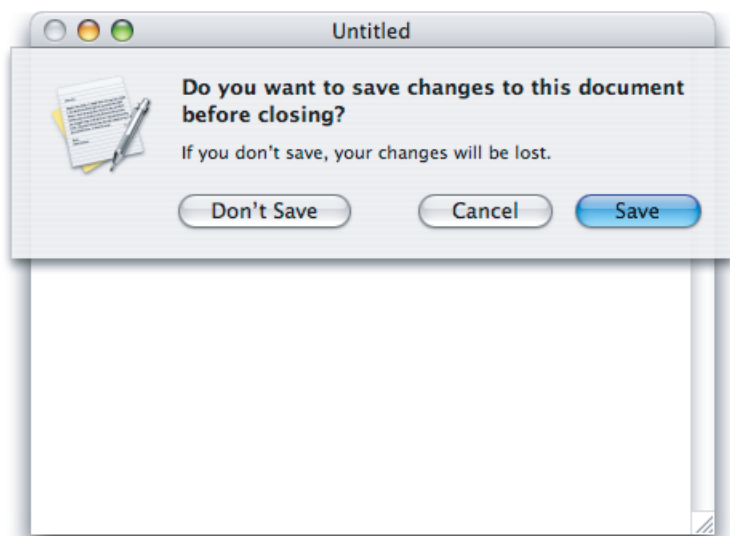 Untitled
Do you want to save changes to this document
before closing?
If you don't save, your changes will be lost.
Don't Save
Cancel
Save